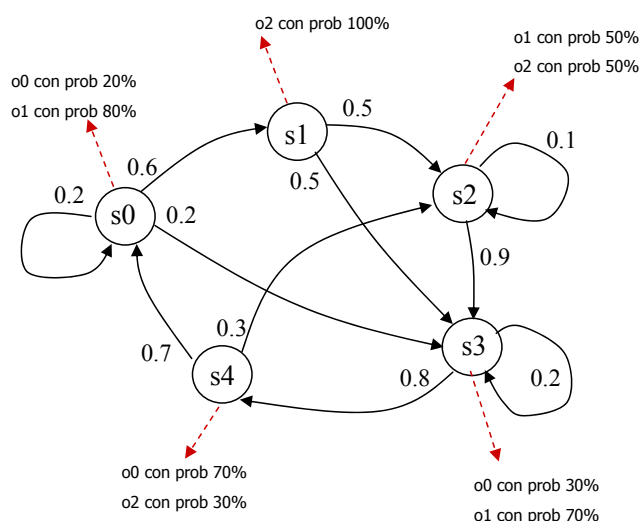 o2 con prob 100%
o1 con prob 50%
o2 con prob 50%
o0 con prob 20%
o1 con prob 80%
s1
0.5
0.1
s2
0.6
0.5
0.2
s0
0.2
0.9
0.3
0.7
s4
0.8
s3
0.2
o0 con prob 70%
o2 con prob 30%
o0 con prob 30%
o1 con prob 70%